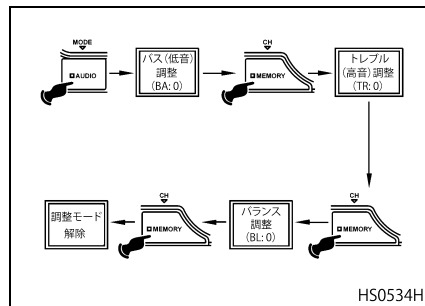 MODE
AUDIO
バス(低音)
調整
(BA: 0)
CH
MEMORY
トレブル
(高音)調整
(TR: 0)
CH
MEMORY
バランス
調整
(BL: 0)
CH
MEMORY
調整モード
解除
HS0534H